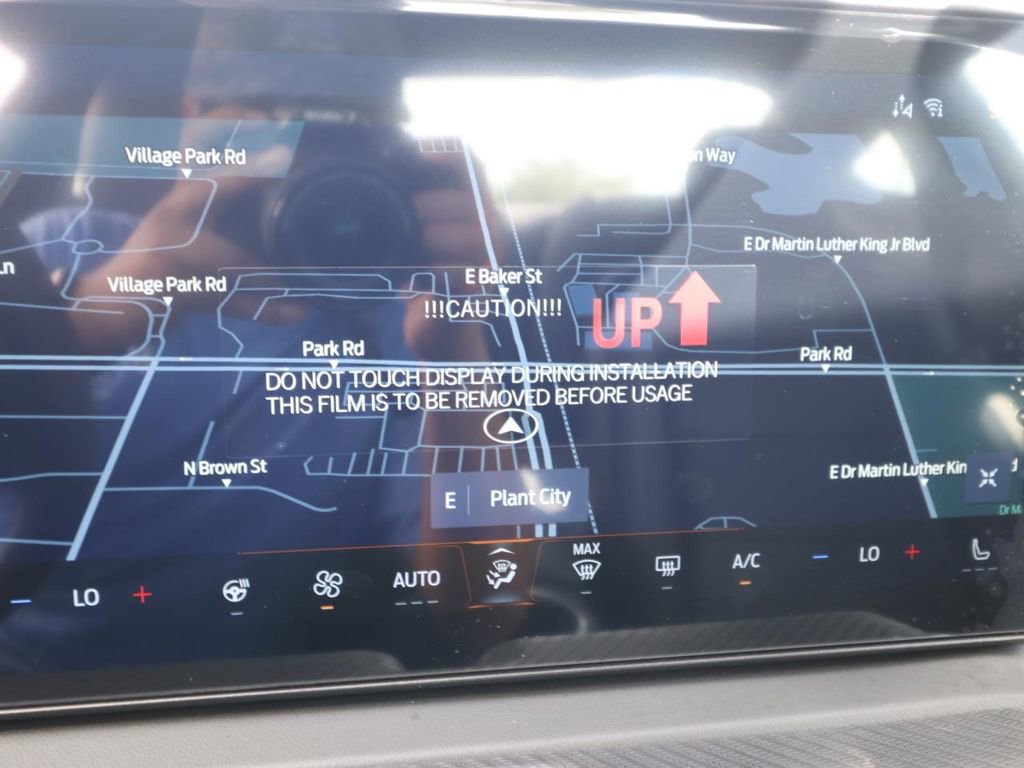 Village Park Rd
on Way
E Dr Martin Luther King Jr Blvd
Village Park Rd
E Baker St
!!!CAUTION!!!
UP
Park Rd
Park Rd
DO NOT TOUCH DISPLAY DURING INSTALLATION
THIS FILM IS TO BE REMOVED BEFORE USAGE
N Brown St
E Dr Martin Luther Kin
E Plant City
LO
AUTO
MAX
A/C
LO